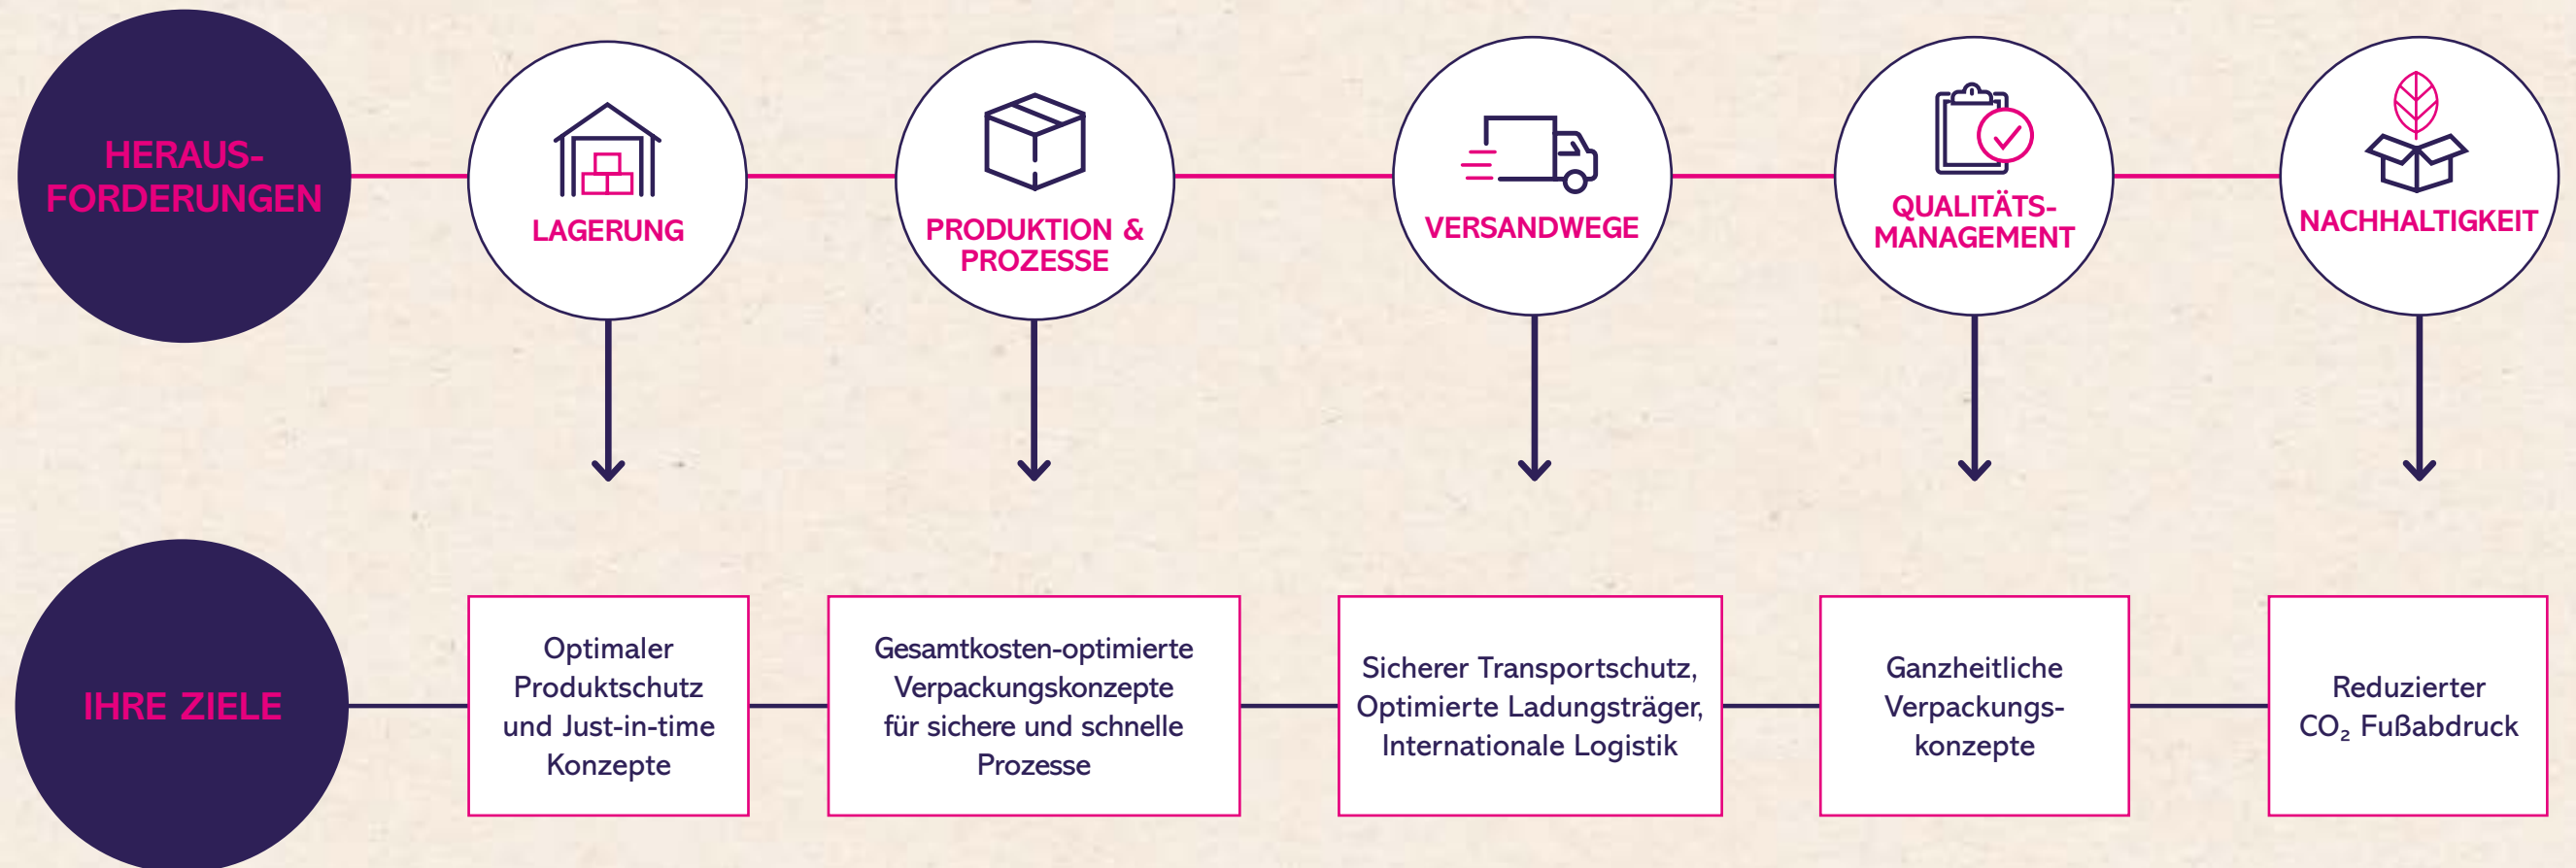 HERAUS-
FORDERUNGEN
LAGERUNG
PRODUKTION &
PROZESSE
VERSANDWEGE
QUALITÄTS-
MANAGEMENT
NACHHALTIGKEIT
IHRE ZIELE
Optimaler
Produktschutz
und Just-in-time
Konzepte
Gesamtkosten-optimierte
Verpackungskonzepte
für sichere und schnelle
Prozesse
Sicherer Transportschutz,
Optimierte Ladungsträger,
Internationale Logistik
Ganzheitliche
Verpackungs-
konzepte
Reduzierter
CO₂ Fußabdruck